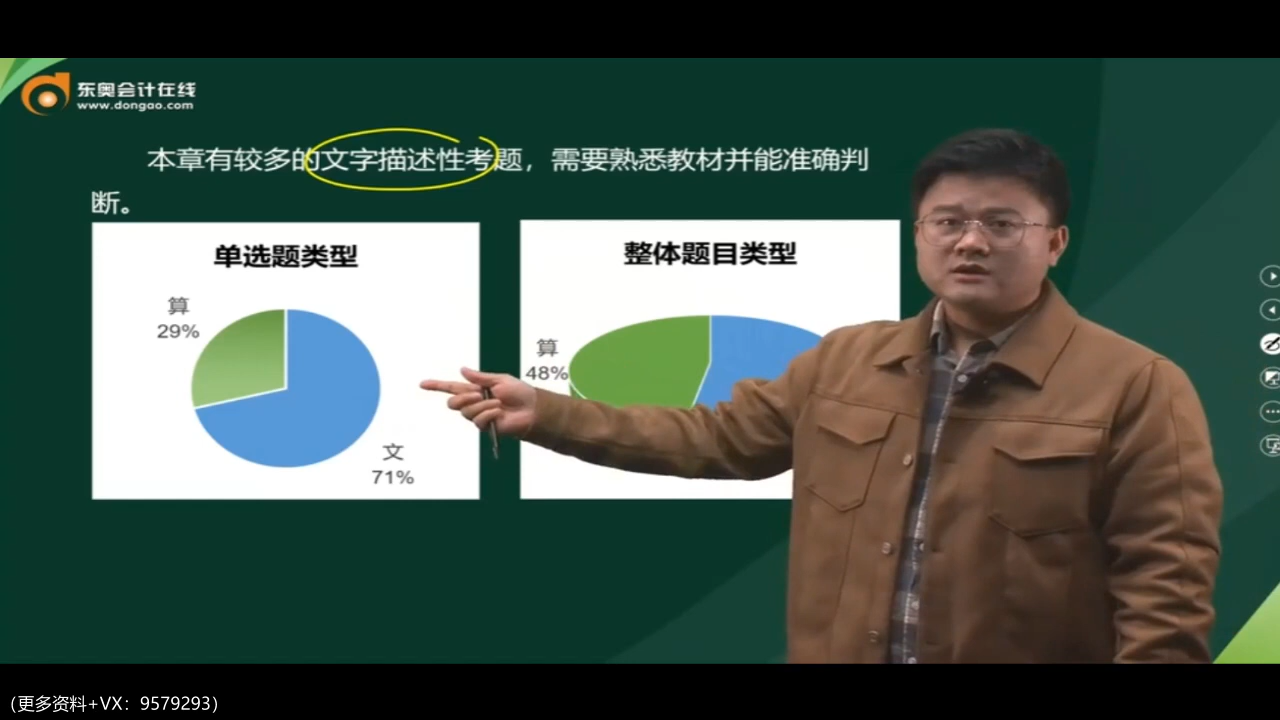 东奥会计在线
www.dongao.com
本章有较多的文字描述性考题，需要熟悉教材并能准确判
断。
单选题类型
算
29%
文
71%
整体题目类型
算
48%
(更多资料+VX：9579293)